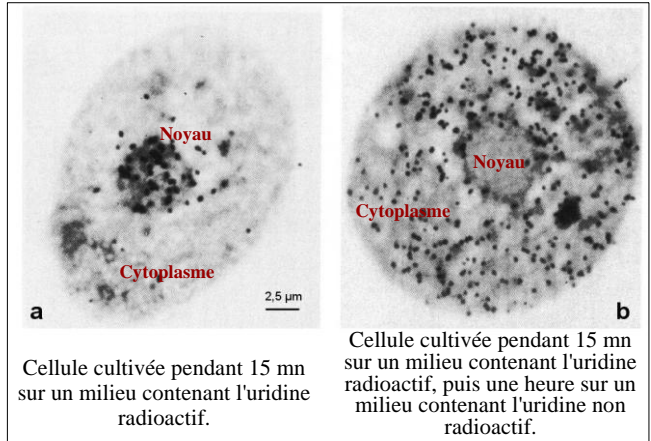 Noyau
Cytoplasme
a
2,5 µm
Noyau
Cytoplasme
b
Cellule cultivée pendant 15 mn
sur un milieu contenant l'uridine
radioactif.
Cellule cultivée pendant 15 mn
sur un milieu contenant l'uridine
radioactif, puis une heure sur un
milieu contenant l'uridine non
radioactif.